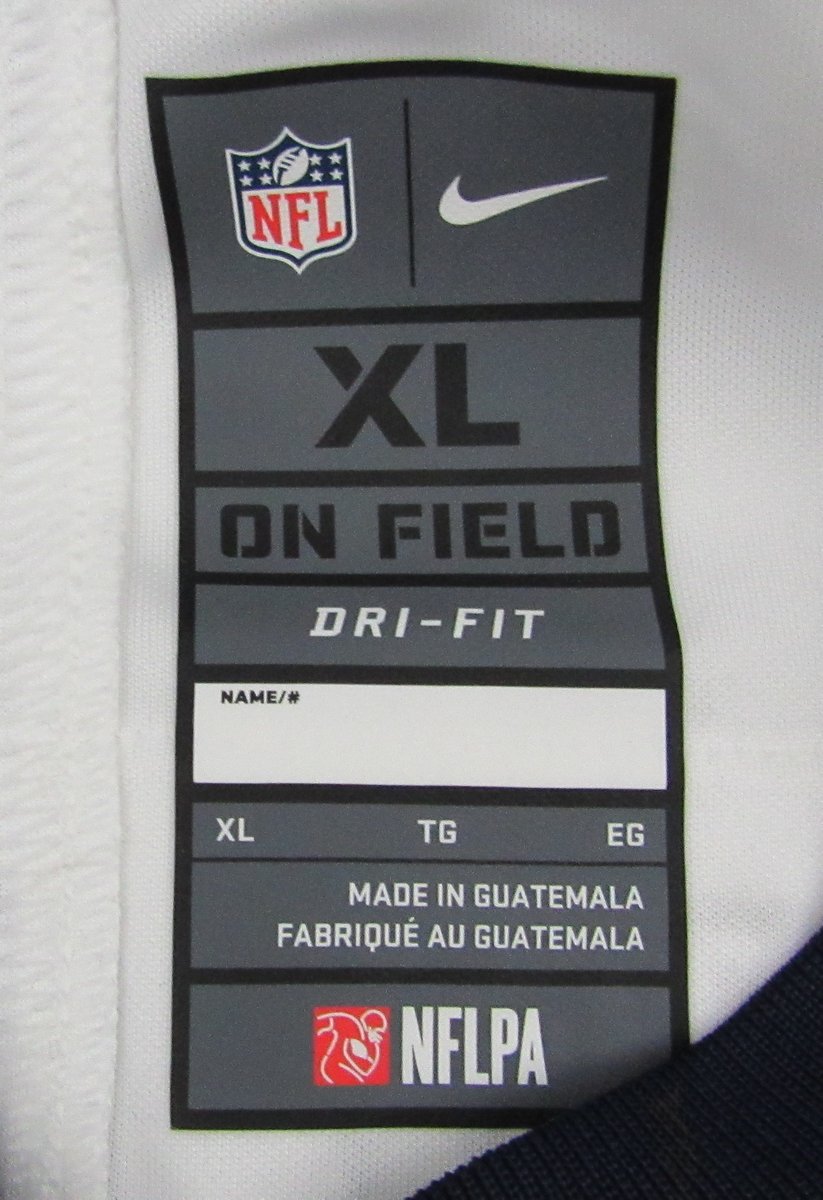 NFL
XL
ON FIELD
DRI-FIT
NAME/#
XL TG EG
MADE IN GUATEMALA
FABRIQUÉ AU GUATEMALA
NFLPA